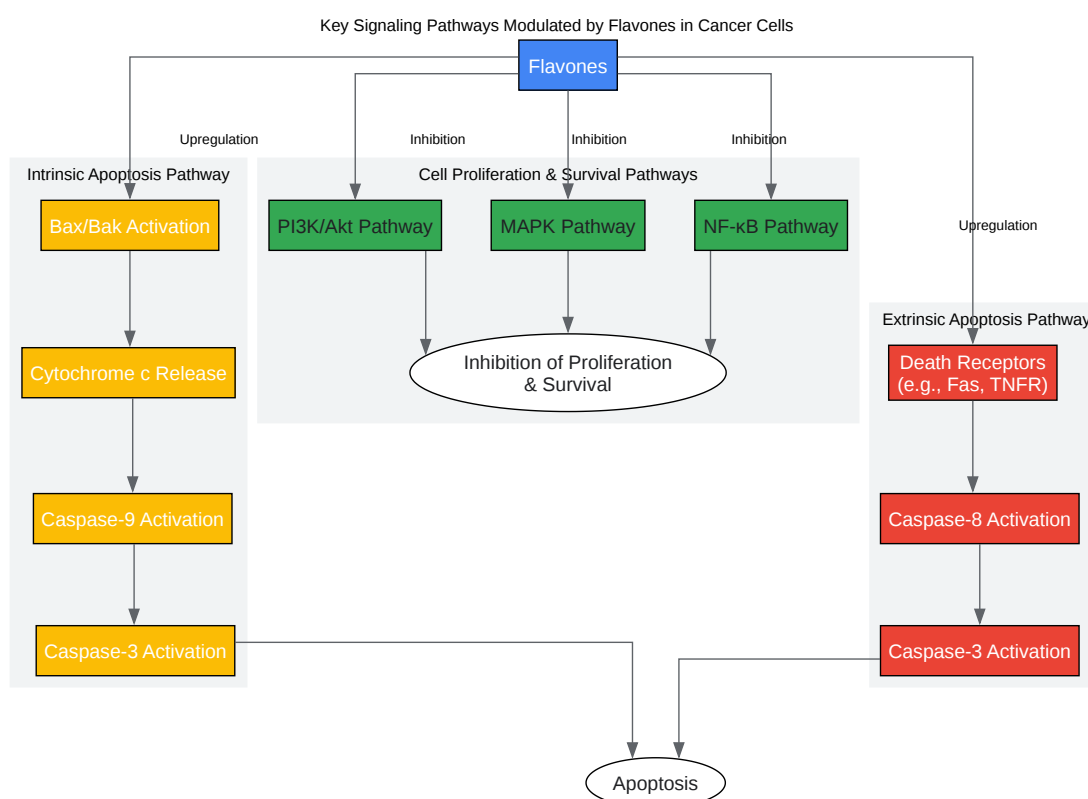 Key Signaling Pathways Modulated by Flavones in Cancer Cells
Flavones
Upregulation
Inhibition
Inhibition
Inhibition
Intrinsic Apoptosis Pathway
Cell Proliferation & Survival Pathways
Bax/Bak Activation
PI3K/Akt Pathway
MAPK Pathway
NF-κB Pathway
Upregulation
Extrinsic Apoptosis Pathway
Cytochrome c Release
Inhibition of Proliferation
& Survival
Death Receptors
(e.g., Fas, TNFR)
Caspase-9 Activation
Caspase-8 Activation
Caspase-3 Activation
Caspase-3 Activation
Apoptosis